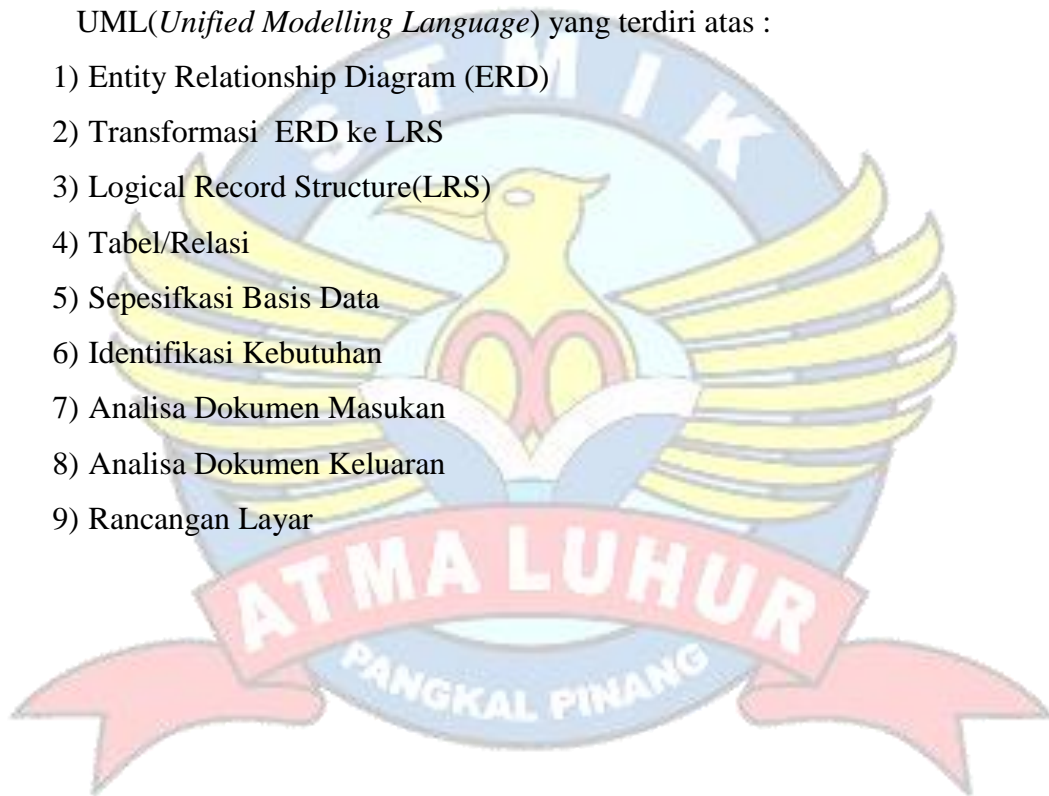 UML(Unified Modelling Language) yang terdiri atas :
1) Entity Relationship Diagram (ERD)
2) Transformasi ERD ke LRS
3) Logical Record Structure(LRS)
4) Tabel/Relasi
5) Sepesifkasi Basis Data
6) Identifikasi Kebutuhan
7) Analisa Dokumen Masukan
8) Analisa Dokumen Keluaran
9) Rancangan Layar
STMIK
ATMA LUHUR
PANGKAL PINANG